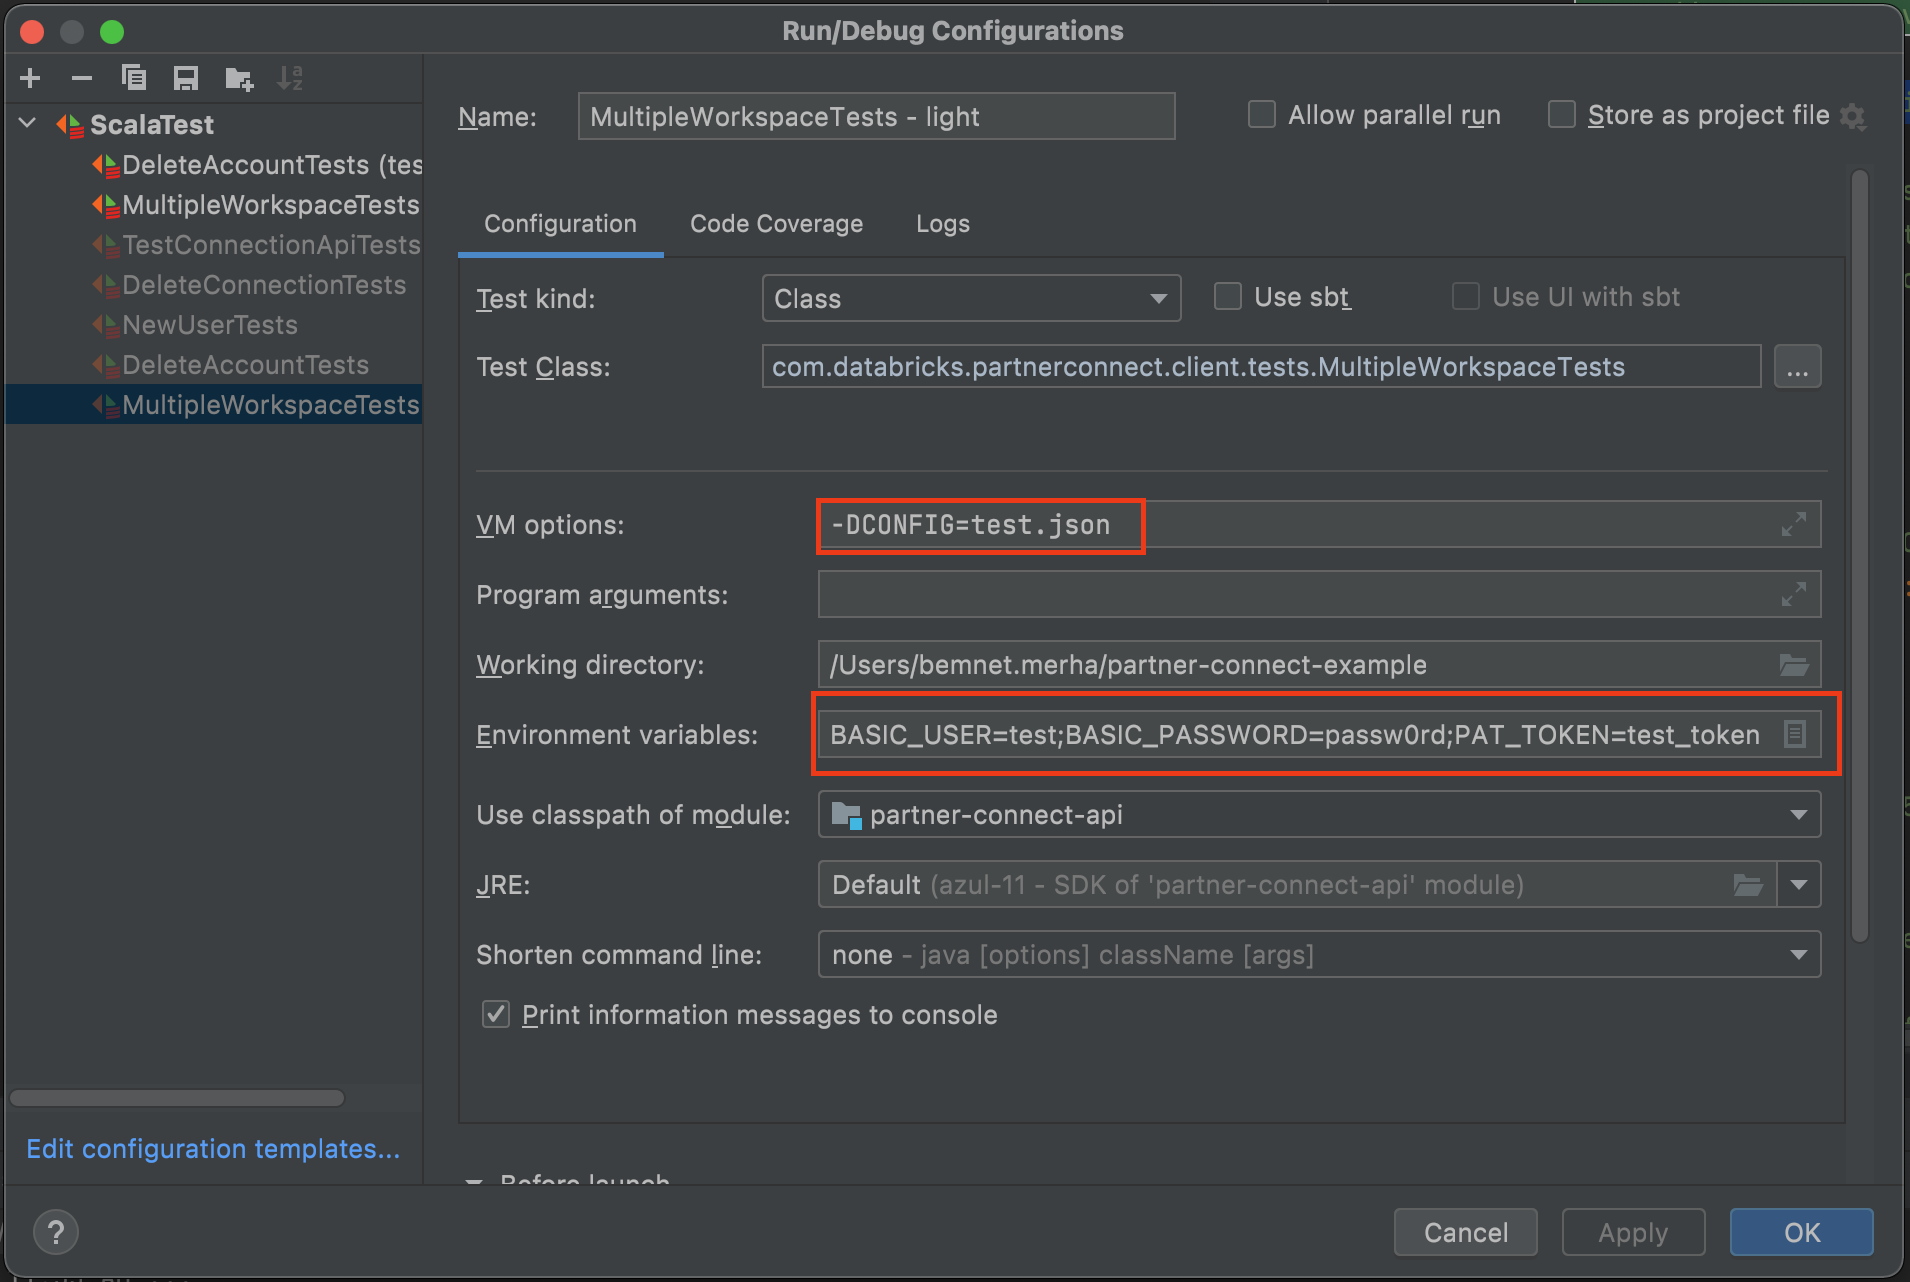 Run/Debug Configurations
ScalaTest
DeleteAccountTests (tes
MultipleWorkspaceTests
TestConnectionApiTests
DeleteConnectionTests
NewUserTests
DeleteAccountTests
MultipleWorkspaceTests
Edit configuration templates...
Name: MultipleWorkspaceTests - light Allow parallel run Store as project file
Configuration Code Coverage Logs
Test kind: Class Use sbt Use UI with sbt
Test Class: com.databricks.partnerconnect.client.tests.MultipleWorkspaceTests ...
VM options: -DCONFIG=test.json
Program arguments:
Working directory: /Users/bemnet.merha/partner-connect-example
Environment variables: BASIC_USER=test;BASIC_PASSWORD=passw0rd;PAT_TOKEN=test_token
Use classpath of module: partner-connect-api
JRE: Default (azul-11 - SDK of 'partner-connect-api' module)
Shorten command line: none - java [options] className [args]
Print information messages to console
Before launch
? Cancel Apply OK